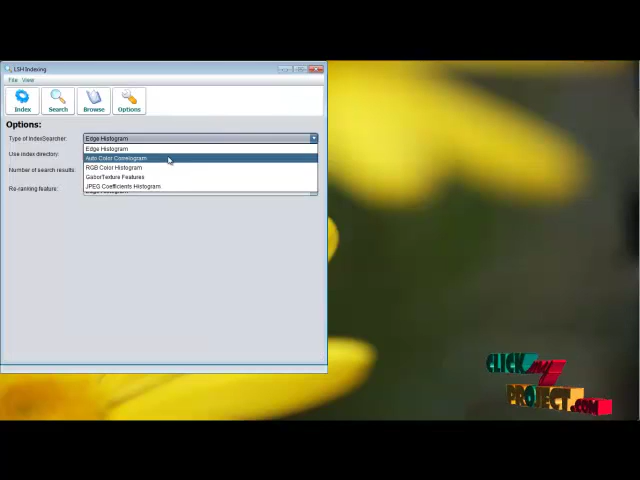 LSH Indexing
File View
Index Search Browse Options
Options:
Type of IndexSearcher: Edge Histogram
Edge Histogram
Use index directory: Auto Color Correlogram
RGB Color Histogram
Number of search results:
GaborTexture Features
JPEG Coefficients Histogram
Re-ranking feature:
CLICK my
PROJECT.COM